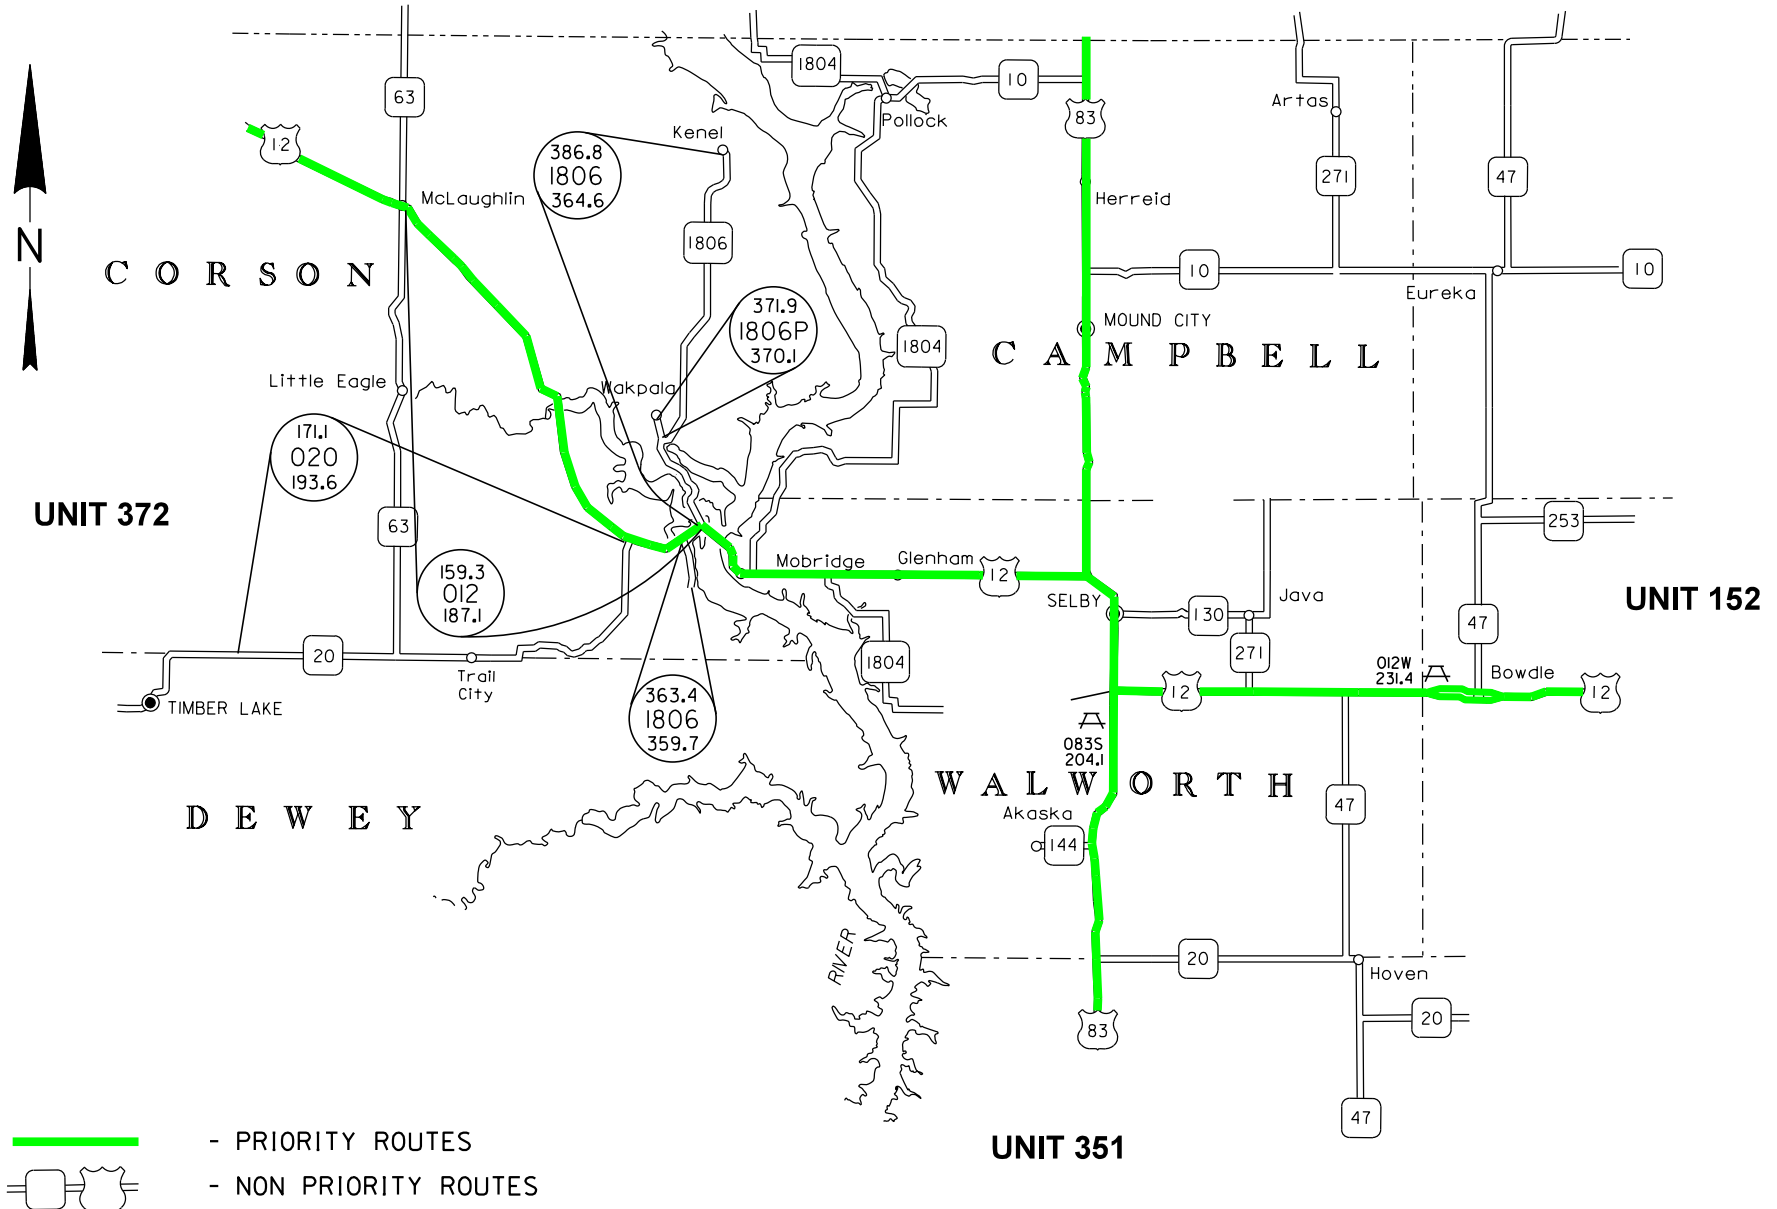 1804
10
63
83
Artas
Pollock
Kenel
12
386.8
1806
364.6
271
47
McLaughlin
Herreid
N
1806
CORSON
10
10
Eureka
371.9
1806P
370.1
MOUND CITY
1804
CAMPBELL
Little Eagle
Wakpala
171.1
020
193.6
UNIT 372
63
253
Mobridge
Glenham
12
159.3
012
187.1
SELBY
130
Java
UNIT 152
47
20
1804
271
Trail
City
012W
231.4
Bowdle
TIMBER LAKE
12
12
363.4
1806
359.7
083S
204.1
WALWORTH
DEWEY
Akaska
47
144
RIVER
20
Hoven
20
83
47
- PRIORITY ROUTES
UNIT 351
- NON PRIORITY ROUTES